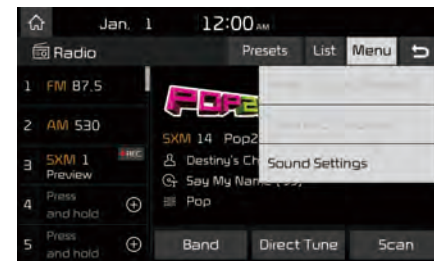 Jan. 1 12:00 AM
Radio Presets List Menu
1 FM 87.5
2 AM 530
3 SXM 1 REC
Preview
4 Press
and hold
5 Press
and hold
SXM 14 Pop2
Destiny's Ch
Say My Nam
Pop
Sound Settings
Band Direct Tune Scan